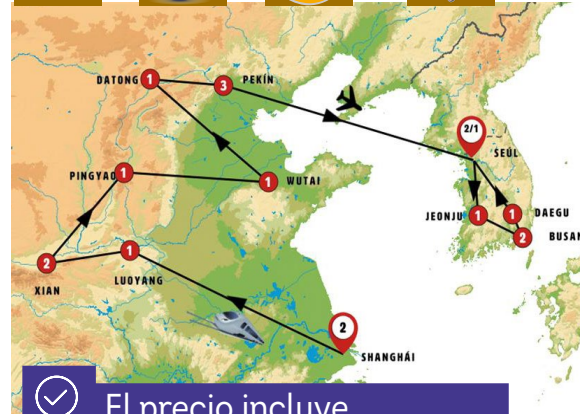 DATONG 1 3 PEKÍN
2/1
SEÚL
PINGYAO 1 1 WUTAI
JEONJU 1 1 DAEGU
2 BUSAN
2 1
XIAN LUOYANG
2
SHANGHÁI
El precio incluye